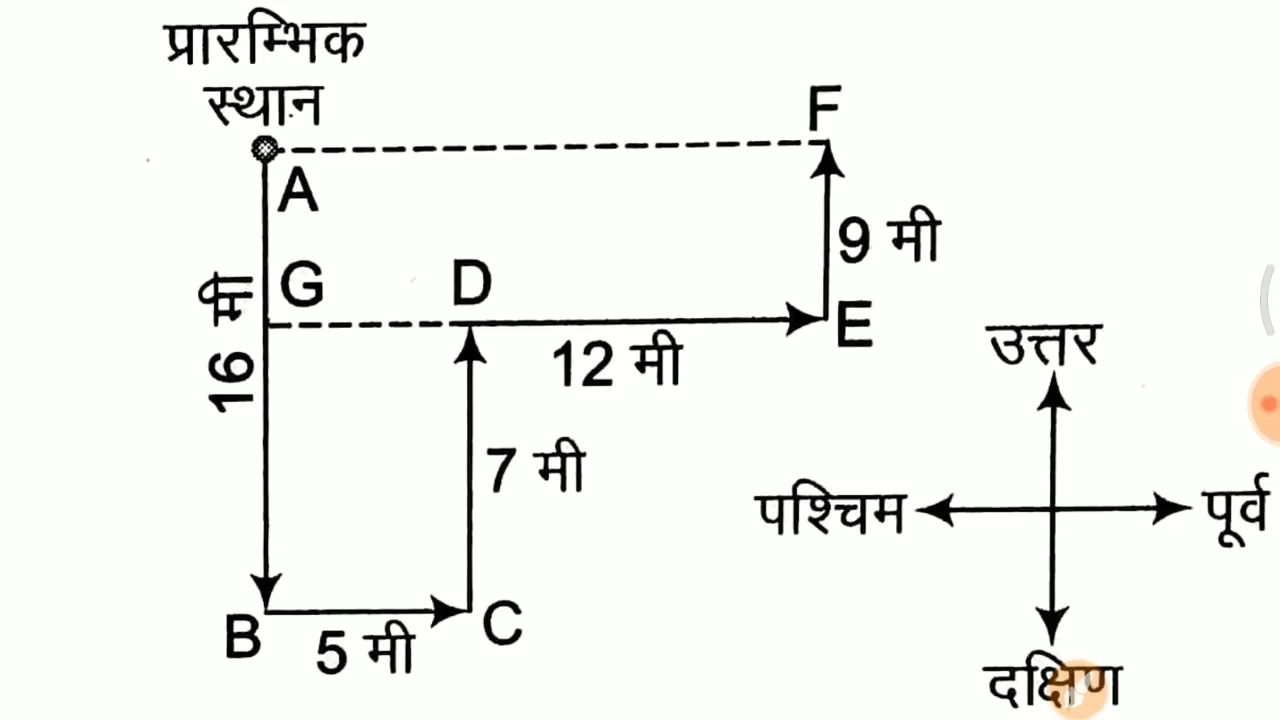 प्रारम्भिक
स्थान
F
A
9 मी
G
D
E
16 मी
12 मी
उत्तर
7 मी
पश्चिम
पूर्व
B
5 मी
C
दक्षिण